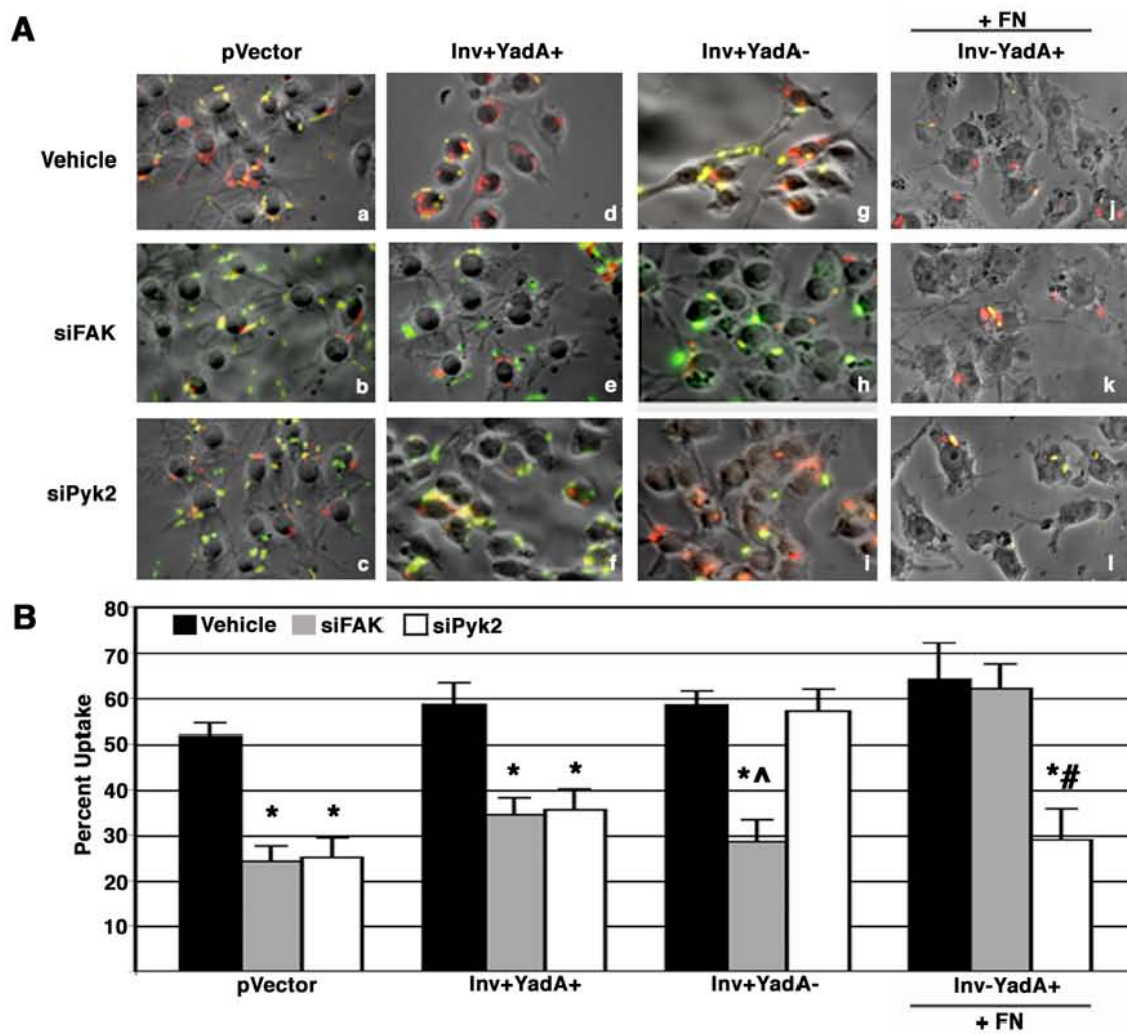 A
+ FN
pVector Inv+YadA+ Inv+YadA- Inv-YadA+
Vehicle
a d g j
siFAK
b e h k
siPyk2
c f i l
B
80
Vehicle siFAK siPyk2
70
60
50
40
30
20
10
Percent Uptake
* * * * *^ *#
pVector Inv+YadA+ Inv+YadA- Inv-YadA+
+ FN